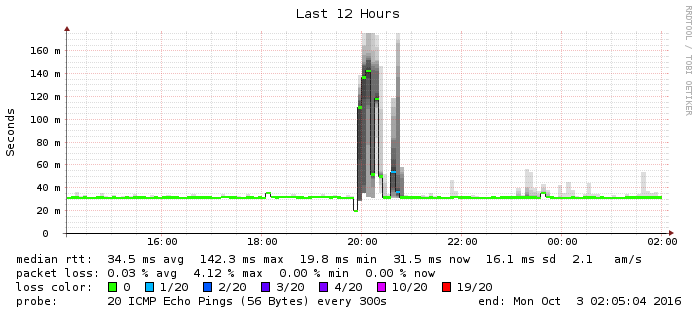 Last 12 Hours
RRDTOOL / TOBI OETIKER
Seconds
160 m
140 m
120 m
100 m
80 m
60 m
40 m
20 m
0
16:00 18:00 20:00 22:00 00:00 02:00
median rtt: 34.5 ms avg 142.3 ms max 19.8 ms min 31.5 ms now 16.1 ms sd 2.1 am/s
packet loss: 0.03 % avg 4.12 % max 0.00 % min 0.00 % now
loss color: 0 1/20 2/20 3/20 4/20 10/20 19/20
probe: 20 ICMP Echo Pings (56 Bytes) every 300s end: Mon Oct 3 02:05:04 2016